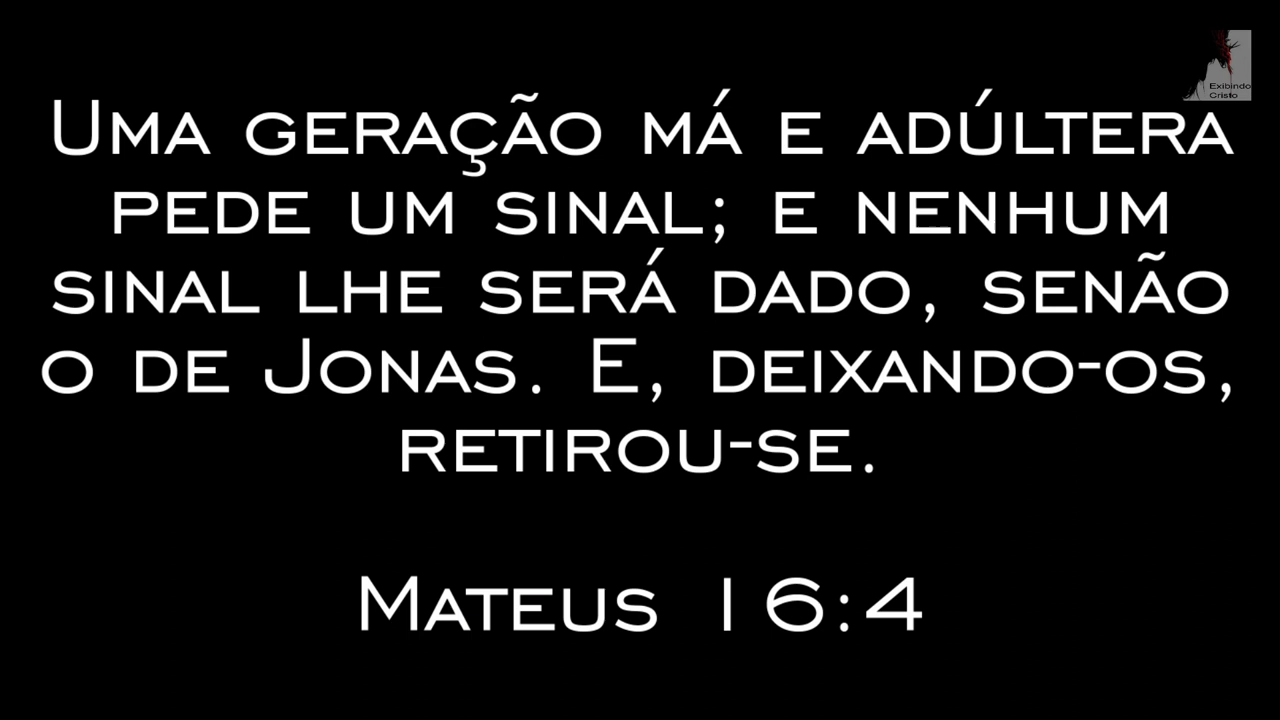 Exibindo
Cristo
Uma geração má e adúltera
pede um sinal; e nenhum
sinal lhe será dado, senão
o de Jonas. E, deixando-os,
retirou-se.
Mateus 16:4